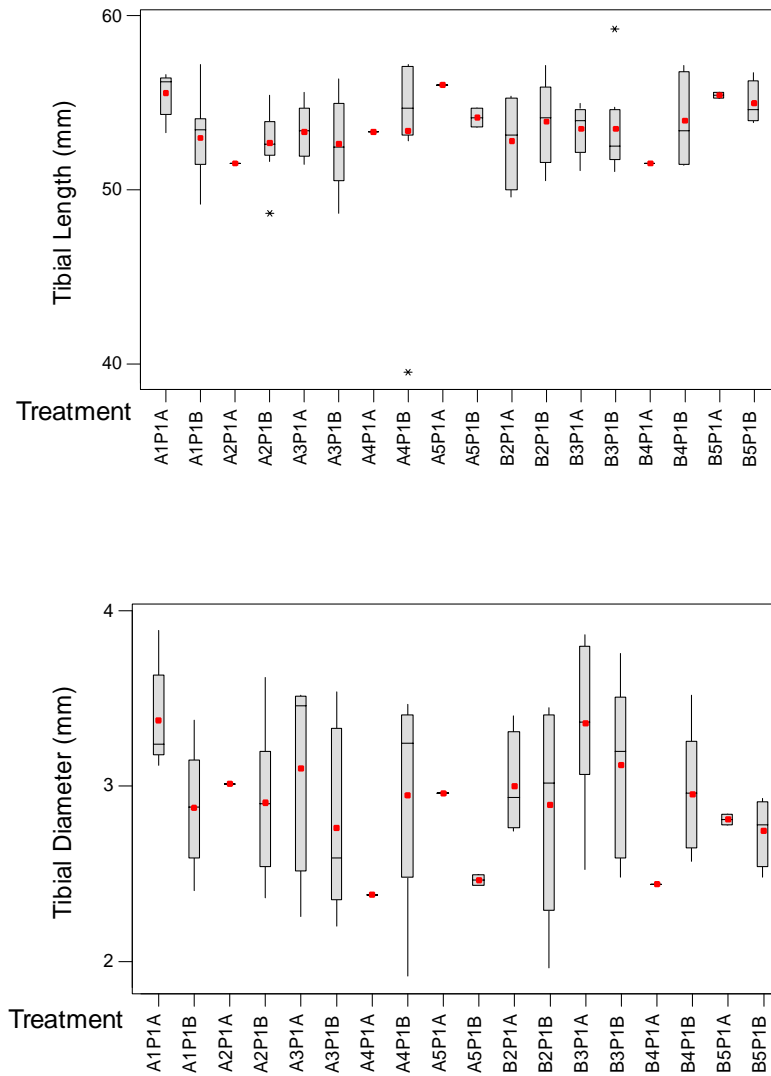 60
50
40
Tibial Length (mm)
Treatment
A1P1A
A1P1B
A2P1A
A2P1B
A3P1A
A3P1B
A4P1A
A4P1B
A5P1A
A5P1B
B2P1A
B2P1B
B3P1A
B3P1B
B4P1A
B4P1B
B5P1A
B5P1B
4
3
2
Tibial Diameter (mm)
Treatment
A1P1A
A1P1B
A2P1A
A2P1B
A3P1A
A3P1B
A4P1A
A4P1B
A5P1A
A5P1B
B2P1A
B2P1B
B3P1A
B3P1B
B4P1A
B4P1B
B5P1A
B5P1B